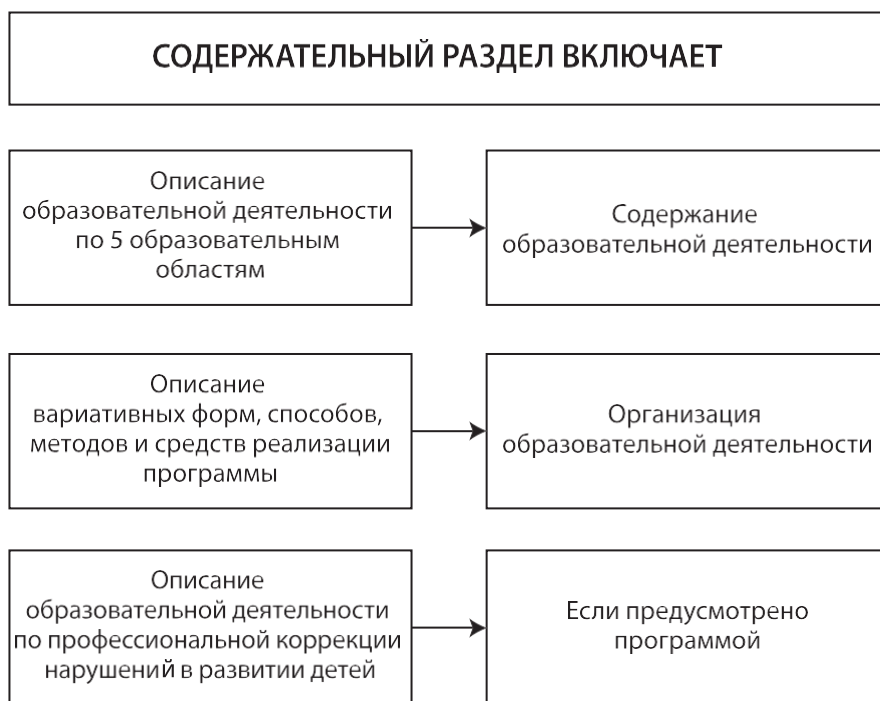 СОДЕРЖАТЕЛЬНЫЙ РАЗДЕЛ ВКЛЮЧАЕТ
Описание
образовательной деятельности
по 5 образовательным
областям
Содержание
образовательной деятельности
Описание
вариативных форм, способов,
методов и средств реализации
программы
Организация
образовательной деятельности
Описание
образовательной деятельности
по профессиональной коррекции
нарушений в развитии детей
Если предусмотрено
программой